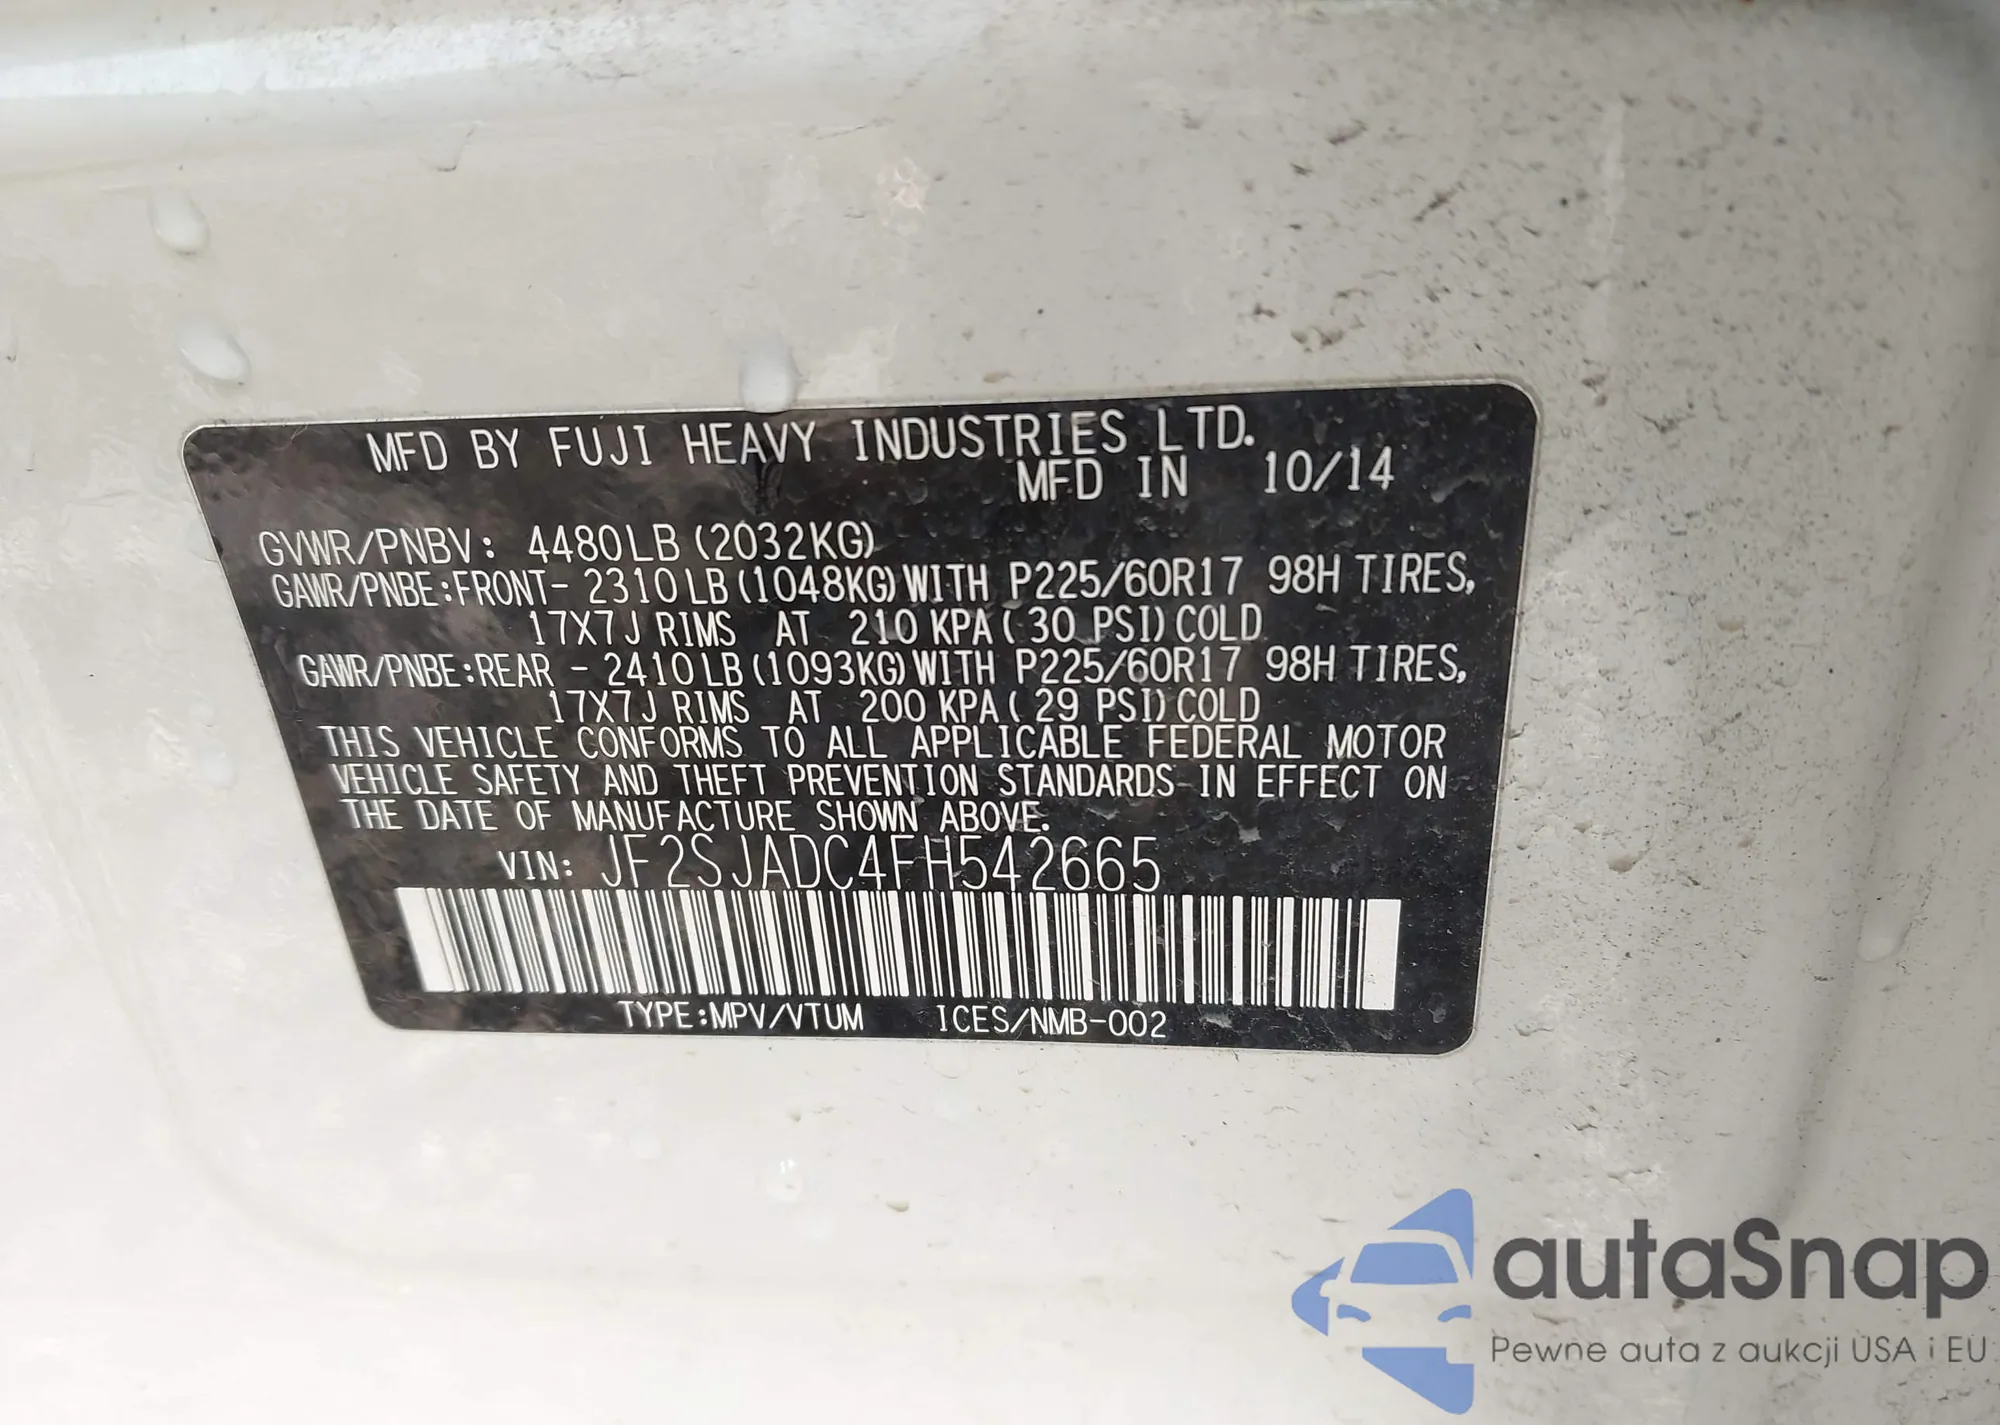 MFD BY FUJI HEAVY INDUSTRIES LTD.
MFD IN 10/14
GVWR/PNBV: 4480LB (2032KG)
GAWR/PNBE:FRONT- 2310LB(1048KG)WITH P225/60R17 98H TIRES,
17X7J RIMS AT 210 KPA( 30 PSI)COLD
GAWR/PNBE:REAR - 2410LB(1093KG)WITH P225/60R17 98H TIRES,
17X7J RIMS AT 200 KPA( 29 PSI)COLD
THIS VEHICLE CONFORMS TO ALL APPLICABLE FEDERAL MOTOR
VEHICLE SAFETY AND THEFT PREVENTION STANDARDS IN EFFECT ON
THE DATE OF MANUFACTURE SHOWN ABOVE.
VIN: JF2SJADC4FH542665
TYPE:MPV/VTUM ICES/NMB-002
autaSnap
Pewne auta z aukcji USA i EU